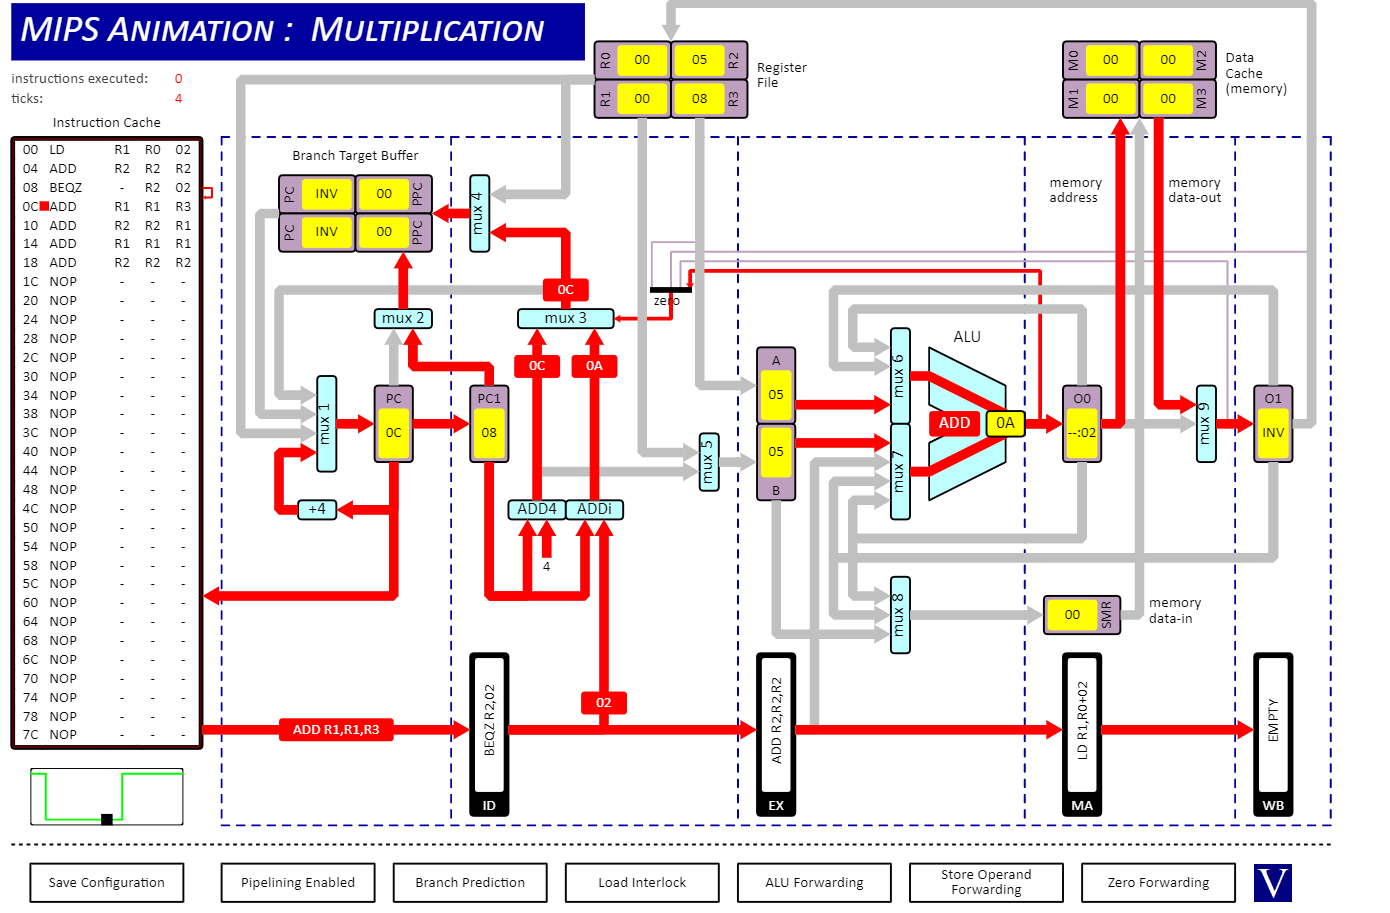 MIPS ANIMATION : MULTIPLICATION
instructions executed: 0
ticks: 4
Instruction Cache
00 LD R1 R0 02
04 ADD R2 R2 R2
08 BEQZ - R2 02
0C ADD R1 R1 R3
10 ADD R2 R2 R1
14 ADD R1 R1 R1
18 ADD R2 R2 R2
1C NOP - - -
20 NOP - - -
24 NOP - - -
28 NOP - - -
2C NOP - - -
30 NOP - - -
34 NOP - - -
38 NOP - - -
3C NOP - - -
40 NOP - - -
44 NOP - - -
48 NOP - - -
4C NOP - - -
50 NOP - - -
54 NOP - - -
58 NOP - - -
5C NOP - - -
60 NOP - - -
64 NOP - - -
68 NOP - - -
6C NOP - - -
70 NOP - - -
74 NOP - - -
78 NOP - - -
7C NOP - - -
R0 00 05 R2
R1 00 08 R3
Register
File
M0 00 00 M2
M1 00 00 M3
Data
Cache
(memory)
Branch Target Buffer
PC INV 00 PPC
PC INV 00 PPC
mux 4
memory
address
memory
data-out
0C
zero
mux 2
mux 3
0C
0A
mux 1
PC
0C
PC1
08
+4
ADD4
ADDi
4
mux 5
A
05
05
B
mux 6
mux 7
ALU
ADD
0A
O0
--:02
mux 9
O1
INV
mux 8
00 SMR
memory
data-in
02
ADD R1,R1,R3
BEQZ R2,02
ID
ADD R2,R2,R2
EX
LD R1,R0+02
MA
EMPTY
WB
Save Configuration
Pipelining Enabled
Branch Prediction
Load Interlock
ALU Forwarding
Store Operand
Forwarding
Zero Forwarding
V